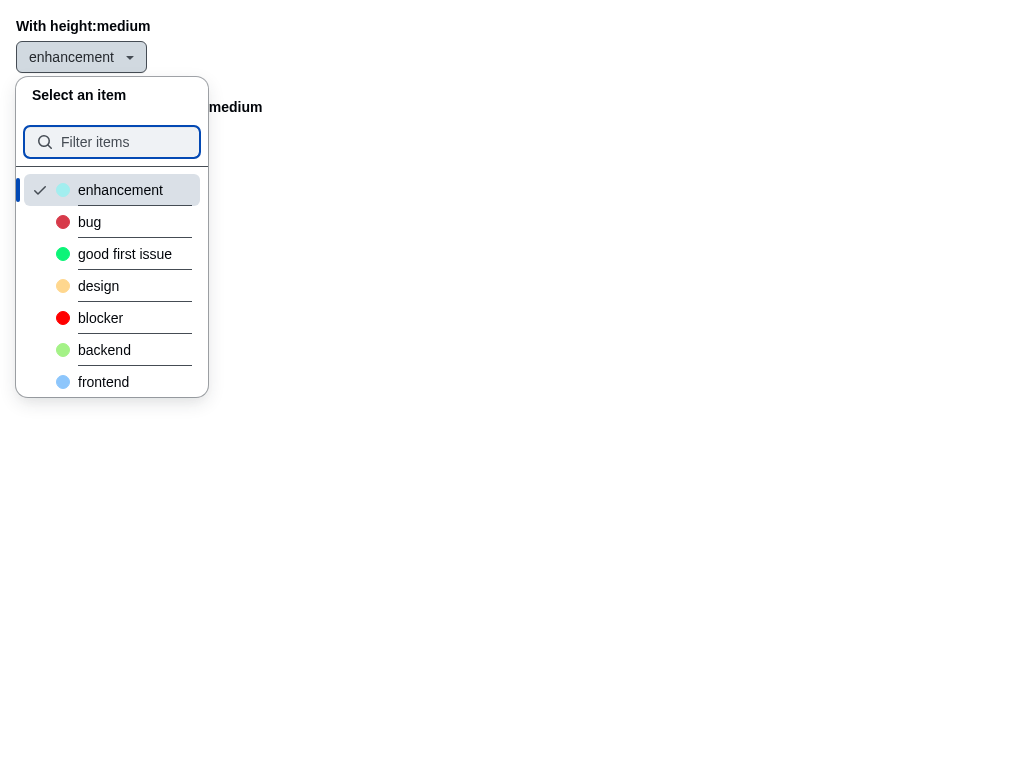 With height:medium
enhancement
Select an item
medium
Filter items
enhancement
bug
good first issue
design
blocker
backend
frontend